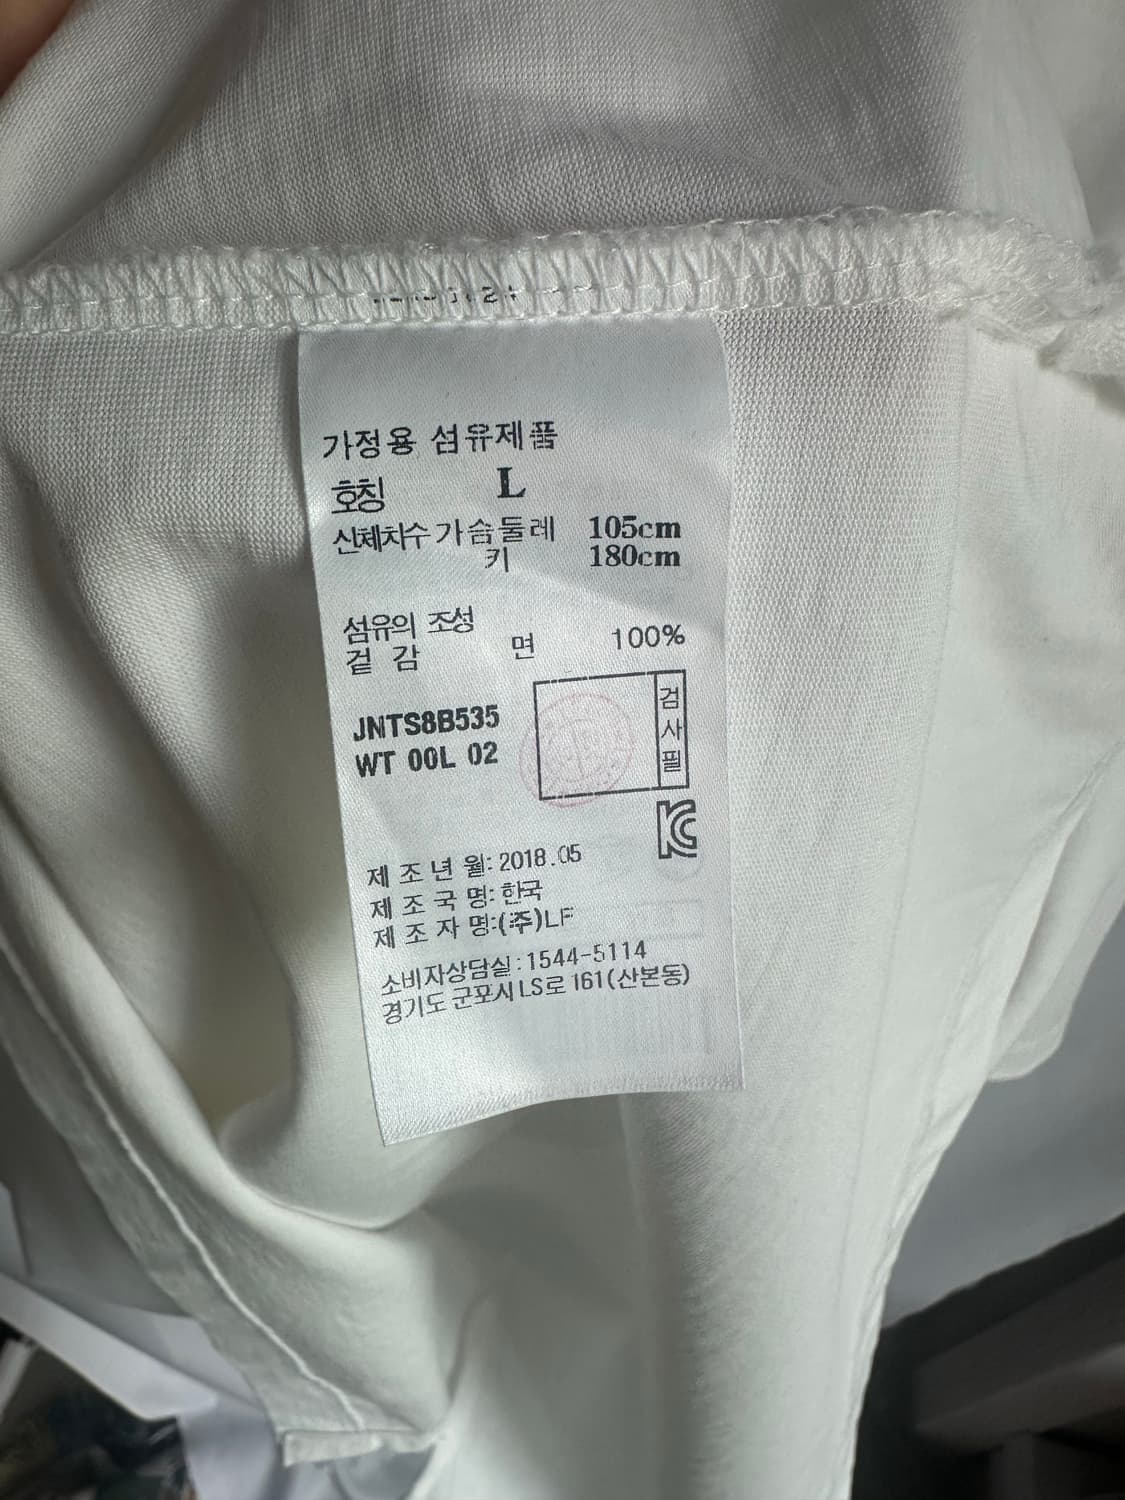 가정용 섬유제품
호칭 L
신체치수 가슴둘레 105cm
키 180cm
섬유의 조성
겉 감 면 100%
JNTS8B535
WT 00L 02
검사필
제 조 년 월: 2018.05
제 조 국 명: 한국
제 조 자 명:(주)LF
소비자상담실:1544-5114
경기도 군포시 LS로 161(산본동)